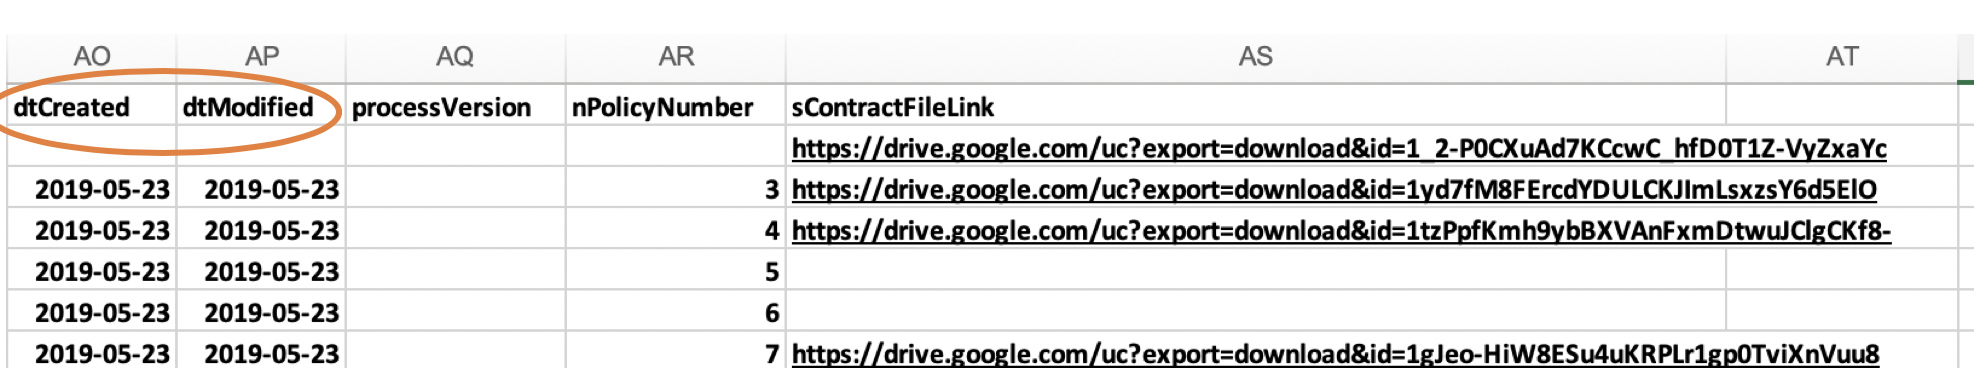 AO AP AQ AR AS AT
dtCreated dtModified processVersion nPolicyNumber sContractFileLink
https://drive.google.com/uc?export=download&id=1_2-P0CXuAd7KCcwC_hfD0T1Z-VyZxaYc
2019-05-23 2019-05-23 3 https://drive.google.com/uc?export=download&id=1yd7fM8FErcdYDULCKJImLsxzsY6d5ElO
2019-05-23 2019-05-23 4 https://drive.google.com/uc?export=download&id=1tzPpfKmh9ybBXVAnFxmDtwuJClgCKf8-
2019-05-23 2019-05-23 5
2019-05-23 2019-05-23 6
2019-05-23 2019-05-23 7 https://drive.google.com/uc?export=download&id=1gJeo-HiW8ESu4uKRPLr1gp0TviXnVuu8